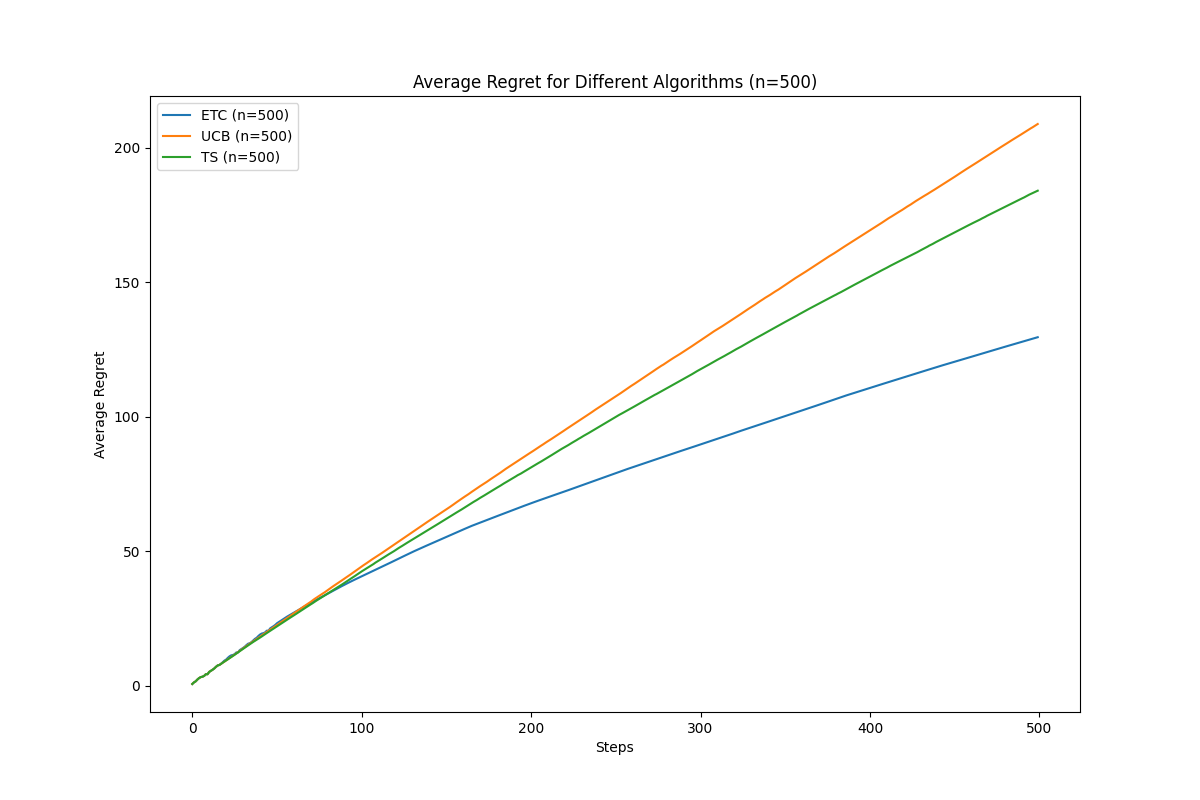 Average Regret for Different Algorithms (n=500)
ETC (n=500)
UCB (n=500)
TS (n=500)
200
150
100
50
0
Average Regret
0 100 200 300 400 500
Steps